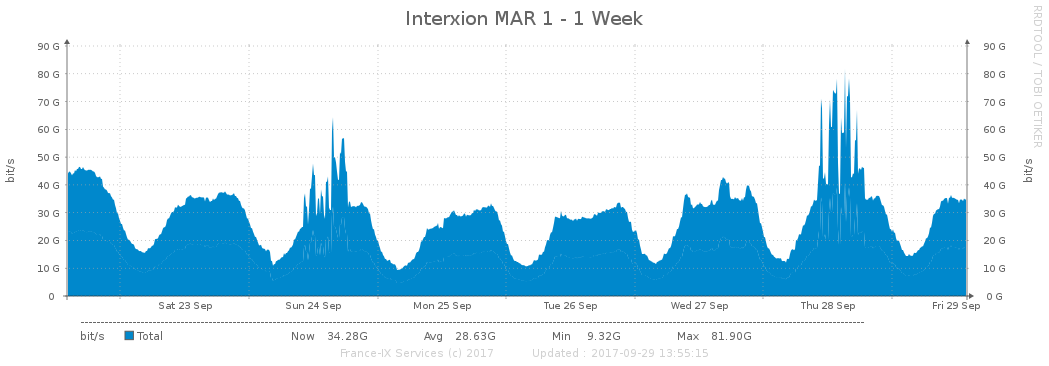 Interxion MAR 1 - 1 Week
RRDTOOL / TOBI OETIKER
bit/s
90 G
80 G
70 G
60 G
50 G
40 G
30 G
20 G
10 G
0
90 G
80 G
70 G
60 G
50 G
40 G
30 G
20 G
10 G
0 G
bit/s
Sat 23 Sep Sun 24 Sep Mon 25 Sep Tue 26 Sep Wed 27 Sep Thu 28 Sep Fri 29 Sep
bit/s Total Now 34.28G Avg 28.63G Min 9.32G Max 81.90G
France-IX Services (c) 2017 Updated : 2017-09-29 13:55:15